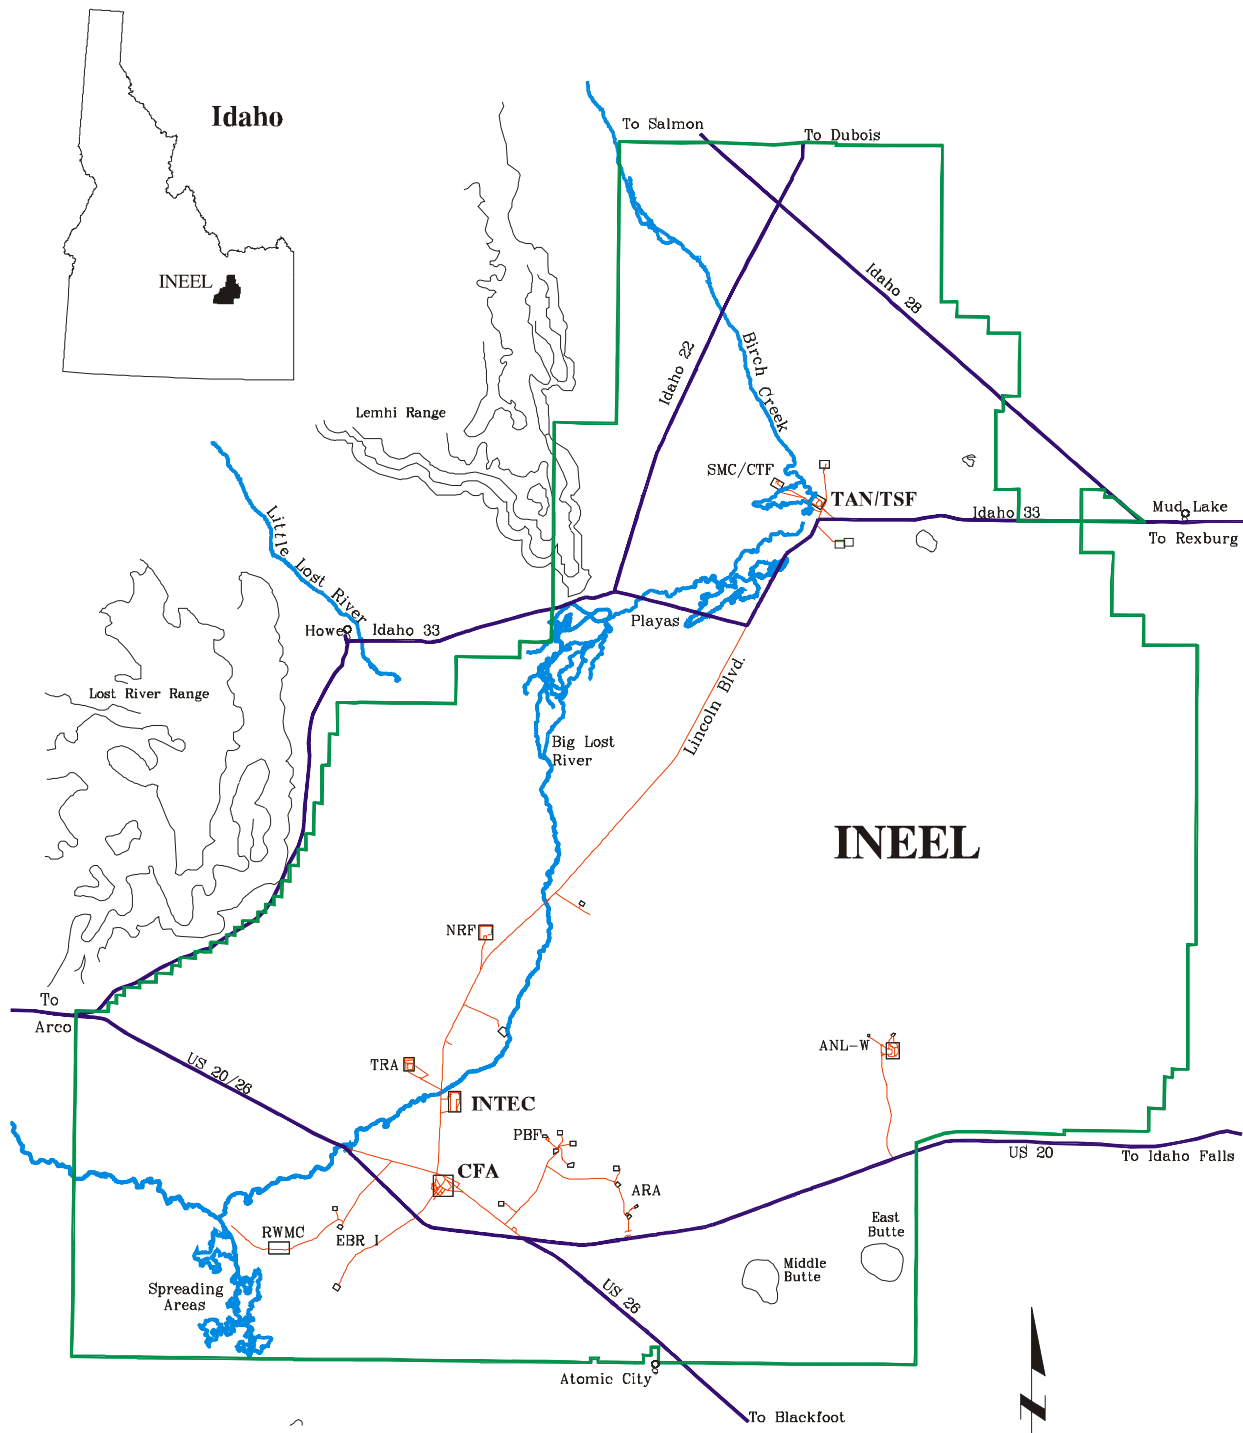 Idaho
To Salmon
To Dubois
INEEL
Idaho 28
Idaho 22
Birch Creek
Lemhi Range
SMC/CTF
TAN/TSF
Mud Lake
Idaho 33
To Rexburg
Little Lost River
Howe
Idaho 33
Playas
Lost River Range
Lincoln Blvd.
Big Lost
River
INEEL
NRF
To
Arco
US 20/26
TRA
ANL-W
INTEC
PBF
US 20
To Idaho Falls
CFA
ARA
RWMC
EBR I
East
Butte
Middle
Butte
Spreading
Areas
US 26
Atomic City
To Blackfoot
N